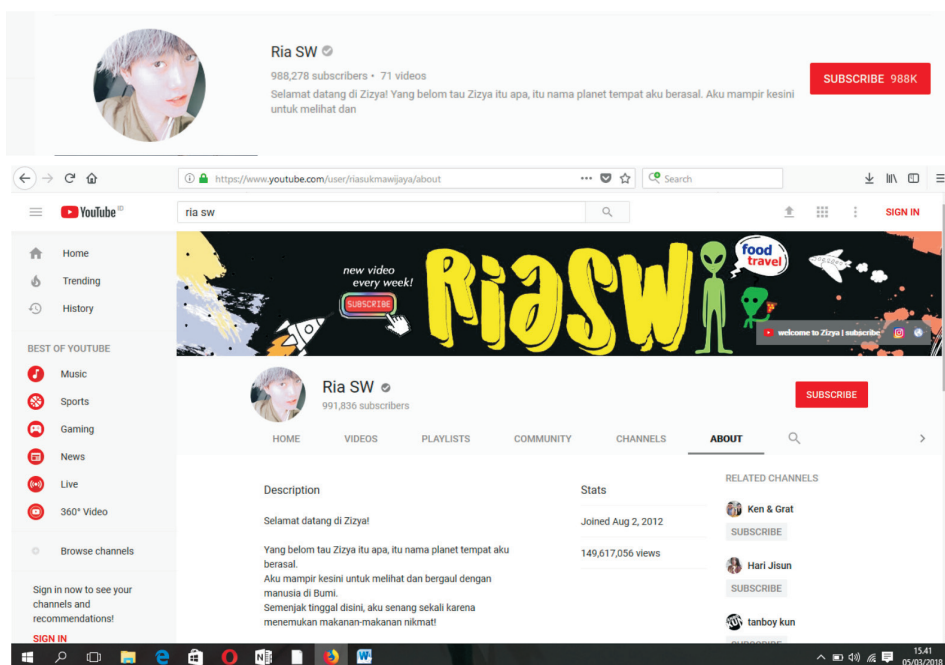 Ria SW
988,278 subscribers • 71 videos
Selamat datang di Zizya! Yang belom tau Zizya itu apa, itu nama planet tempat aku berasal. Aku mampir kesini
untuk melihat dan
SUBSCRIBE 988K
https://www.youtube.com/user/riasukmawijaya/about
Search
YouTube ID
ria sw
SIGN IN
Home
Trending
History
BEST OF YOUTUBE
Music
Sports
Gaming
News
Live
360° Video
Browse channels
Sign in now to see your
channels and
recommendations!
SIGN IN
new video
every week!
SUBSCRIBE
RiaSW
food
travel
welcome to Zizya | subscribe
Ria SW
991,836 subscribers
SUBSCRIBE
HOME VIDEOS PLAYLISTS COMMUNITY CHANNELS ABOUT
Description
Selamat datang di Zizya!
Yang belom tau Zizya itu apa, itu nama planet tempat aku
berasal.
Aku mampir kesini untuk melihat dan bergaul dengan
manusia di Bumi.
Semenjak tinggal disini, aku senang sekali karena
menemukan makanan-makanan nikmat!
Stats
Joined Aug 2, 2012
149,617,056 views
RELATED CHANNELS
Ken & Grat
SUBSCRIBE
Hari Jisun
SUBSCRIBE
tanboy kun
SUBSCRIBE
15.41
05/03/2018